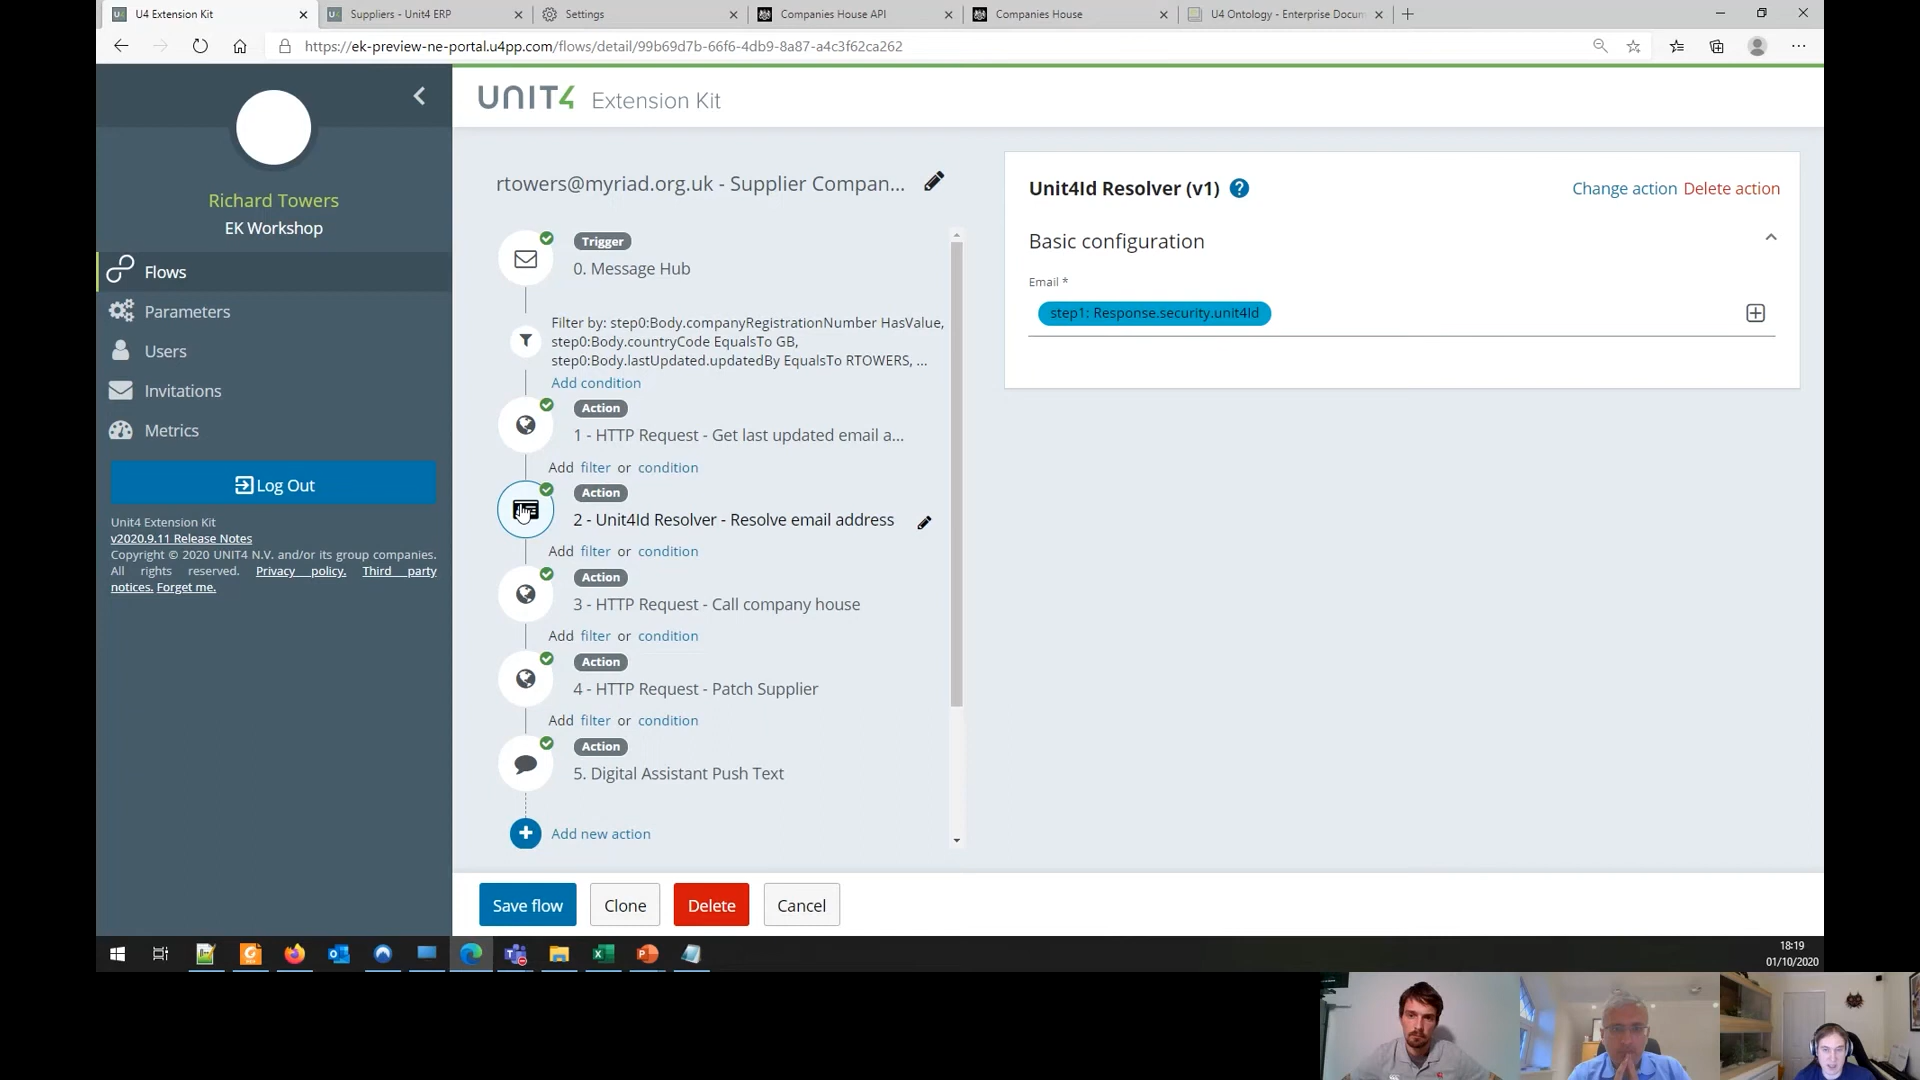 U4 Extension Kit
Suppliers - Unit4 ERP
Settings
Companies House API
Companies House
U4 Ontology - Enterprise Docum
https://ek-preview-ne-portal.u4pp.com/flows/detail/99b69d7b-66f6-4db9-8a87-a4c3f62ca262
UNIT4 Extension Kit
Richard Towers
EK Workshop
Flows
Parameters
Users
Invitations
Metrics
Log Out
Unit4 Extension Kit
v2020.9.11 Release Notes
Copyright © 2020 UNIT4 N.V. and/or its group companies.
All rights reserved. Privacy policy. Third party
notices. Forget me.
rtowers@myriad.org.uk - Supplier Compan...
Trigger
0. Message Hub
Filter by: step0:Body.companyRegistrationNumber HasValue,
step0:Body.countryCode EqualsTo GB,
step0:Body.lastUpdated.updatedBy EqualsTo RTOWERS, ...
Add condition
Action
1 - HTTP Request - Get last updated email a...
Add filter or condition
Action
2 - Unit4Id Resolver - Resolve email address
Add filter or condition
Action
3 - HTTP Request - Call company house
Add filter or condition
Action
4 - HTTP Request - Patch Supplier
Add filter or condition
Action
5. Digital Assistant Push Text
Add new action
Unit4Id Resolver (v1)
Change action Delete action
Basic configuration
Email *
step1: Response.security.unit4Id
Save flow
Clone
Delete
Cancel
18:19
01/10/2020